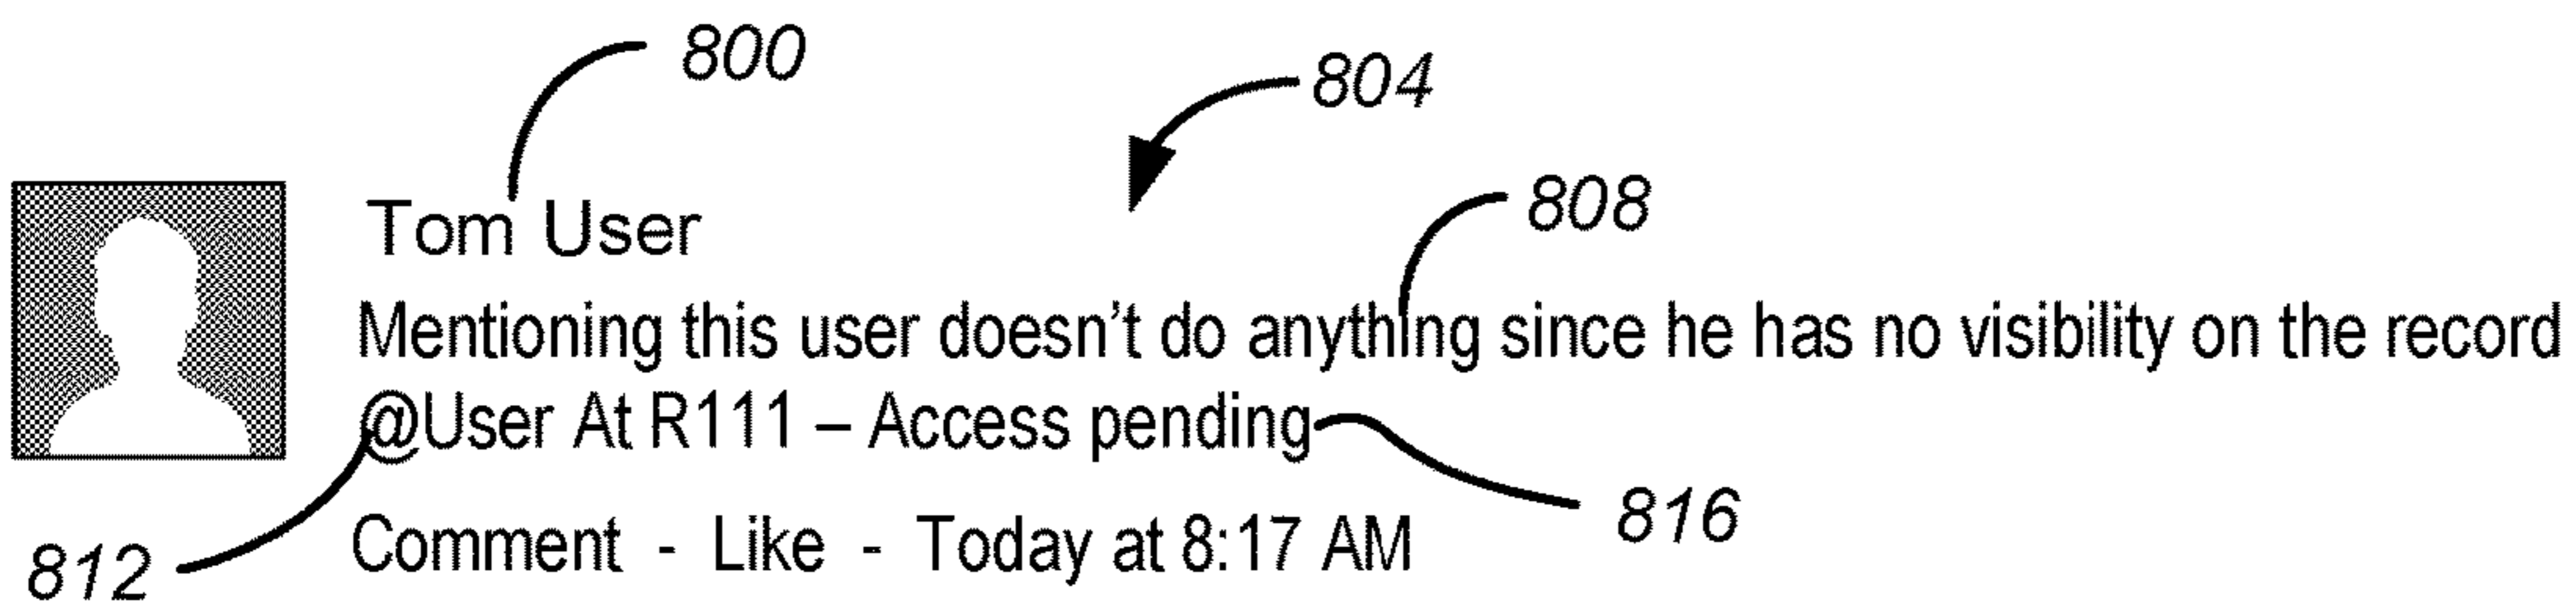 800
804
Tom User
808
Mentioning this user doesn't do anything since he has no visibility on the record
@User At R111 – Access pending
816
Comment - Like - Today at 8:17 AM
812